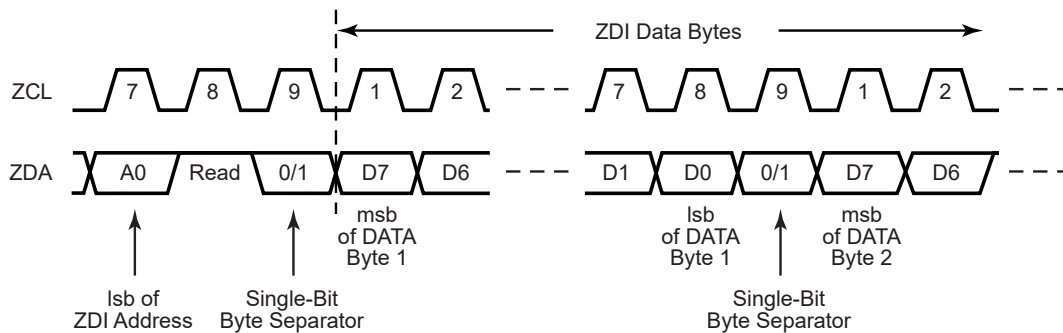 ZDI Data Bytes
ZCL 7 8 9 1 2 7 8 9 1 2
ZDA A0 Read 0/1 D7 D6 D1 D0 0/1 D7 D6
msb
of DATA
Byte 1
lsb
of DATA
Byte 1
msb
of DATA
Byte 2
lsb of
ZDI Address
Single-Bit
Byte Separator
Single-Bit
Byte Separator